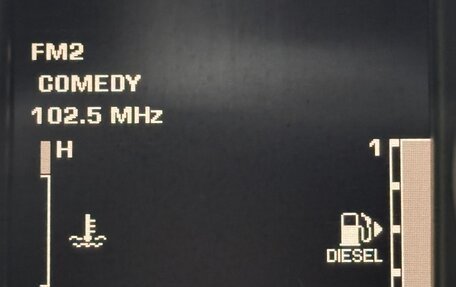 FM2
COMEDY
102.5 MHz
H
1
DIESEL